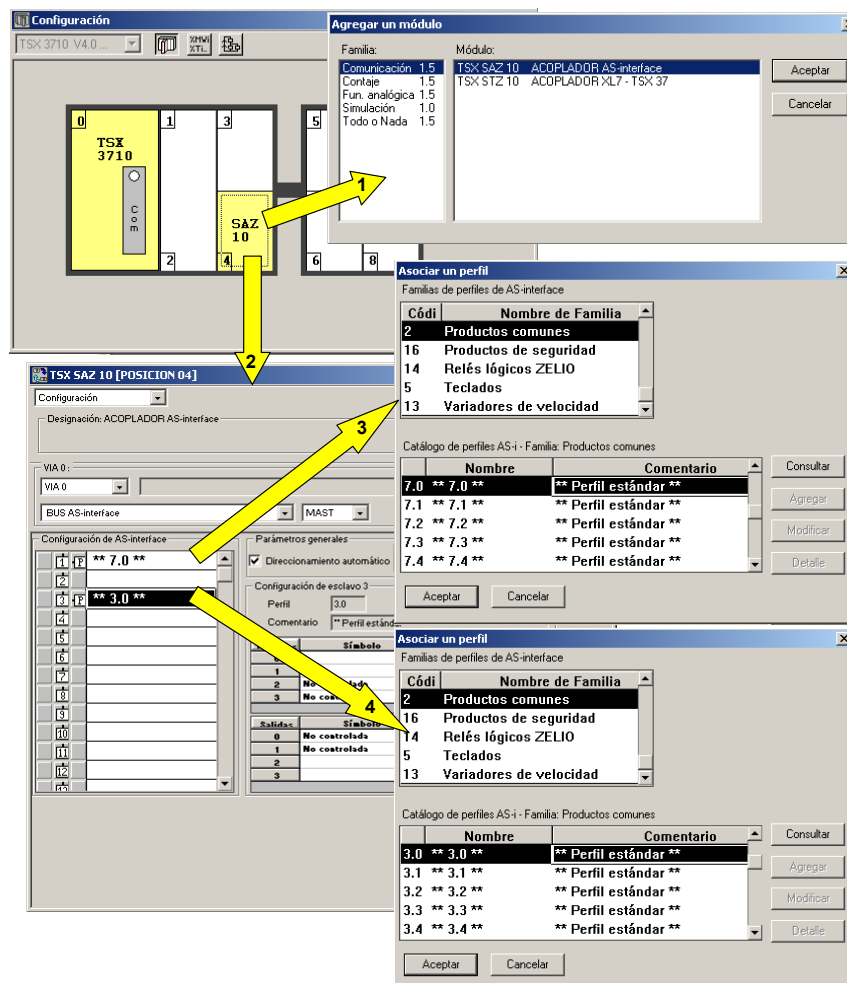 Configuración
TSX 3710 V4.0 ...
XMWi
XTi..
0
TSX
3710
C
o
m
1
3
5
2
SAZ
10
4
6
8
1
2
Agregar un módulo
Familia:
Módulo:
Comunicación 1.5
Contaje 1.5
Fun. analógica 1.5
Simulación 1.0
Todo o Nada 1.5
TSX SAZ 10 ACOPLADOR AS-interface
TSX STZ 10 ACOPLADOR XL7 - TSX 37
Aceptar
Cancelar
TSX SAZ 10 [POSICION 04]
Configuración
Designación: ACOPLADOR AS-interface
VIA 0 :
VIA 0
BUS AS-interface
MAST
Configuración de AS-interface
1 P ** 7.0 **
2
3 P ** 3.0 **
4
5
6
7
8
9
10
11
12
Parámetros generales
Direccionamiento automático
Configuración de esclavo 3
Perfil 3.0
Comentario ** Perfil estánda
Símbolo
1
2
3 No con
Salidas Símbolo
0 No controlada
1 No controlada
2
3
3
4
Asociar un perfil
Familias de perfiles de AS-interface
Códi Nombre de Familia
2 Productos comunes
16 Productos de seguridad
14 Relés lógicos ZELIO
5 Teclados
13 Variadores de velocidad
Catálogo de perfiles AS-i - Familia: Productos comunes
Nombre Comentario
7.0 ** 7.0 ** ** Perfil estándar **
7.1 ** 7.1 ** ** Perfil estándar **
7.2 ** 7.2 ** ** Perfil estándar **
7.3 ** 7.3 ** ** Perfil estándar **
7.4 ** 7.4 ** ** Perfil estándar **
Consultar
Agregar
Modificar
Detalle
Aceptar
Cancelar
Asociar un perfil
Familias de perfiles de AS-interface
Códi Nombre de Familia
2 Productos comunes
16 Productos de seguridad
14 Relés lógicos ZELIO
5 Teclados
13 Variadores de velocidad
Catálogo de perfiles AS-i - Familia: Productos comunes
Nombre Comentario
3.0 ** 3.0 ** ** Perfil estándar **
3.1 ** 3.1 ** ** Perfil estándar **
3.2 ** 3.2 ** ** Perfil estándar **
3.3 ** 3.3 ** ** Perfil estándar **
3.4 ** 3.4 ** ** Perfil estándar **
Consultar
Agregar
Modificar
Detalle
Aceptar
Cancelar